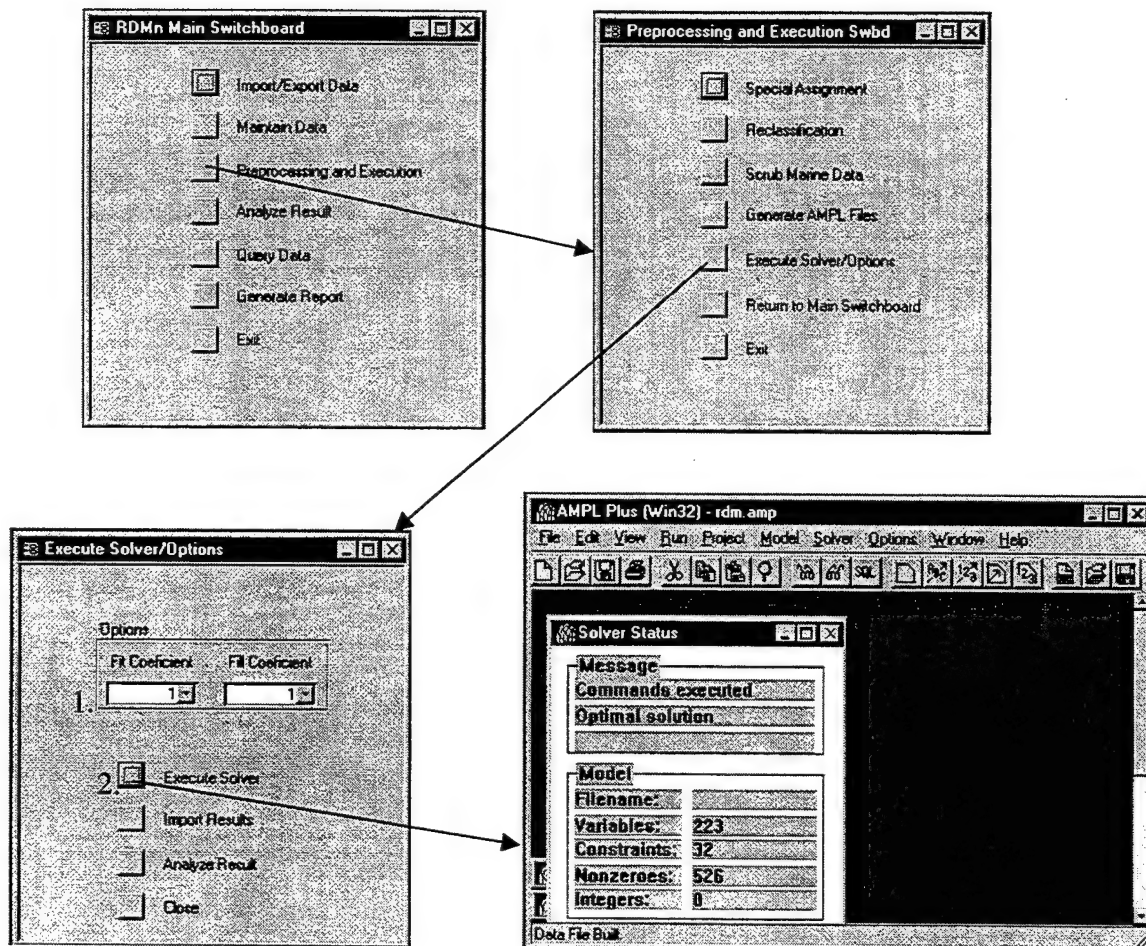 RDMn Main Switchboard
Import/Export Data
Maintain Data
Preprocessing and Execution
Analyze Result
Query Data
Generate Report
Exit
Preprocessing and Execution Swbd
Special Assignment
Reclassification
Scrub Marine Data
Generate AMPL Files
Execute Solver/Options
Return to Main Switchboard
Exit
Execute Solver/Options
Options
Fit Coeficient
Fill Coeficient
1.
1
1
2.
Execute Solver
Import Results
Analyze Result
Close
AMPL Plus (Win32) - rdm.amp
File Edit View Run Project Model Solver Options Window Help
SQL
Solver Status
Message
Commands executed
Optimal solution
Model
Filename:
Variables: 223
Constraints: 32
Nonzeroes: 526
Integers: 0
Data File Built